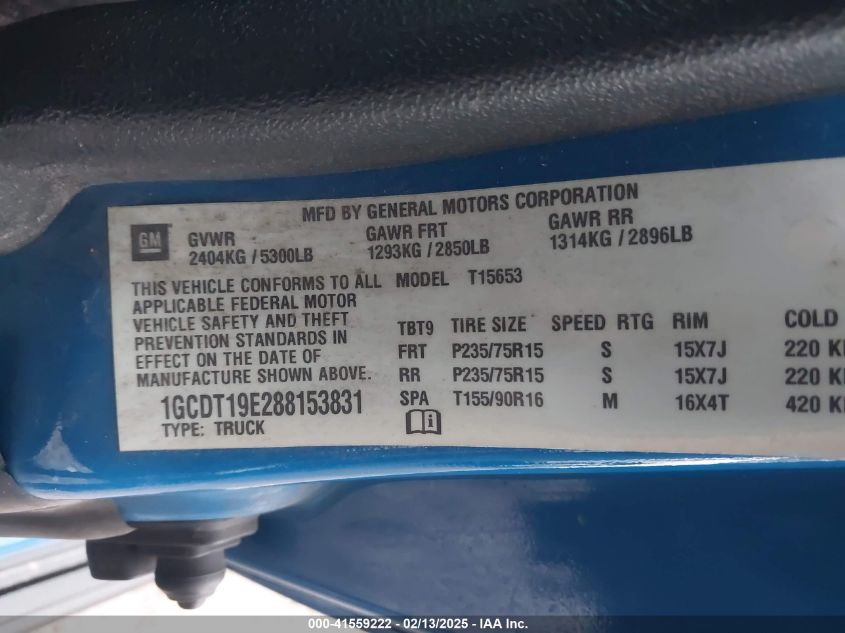 MFD BY GENERAL MOTORS CORPORATION
GM
GVWR GAWR FRT GAWR RR
2404KG / 5300LB 1293KG / 2850LB 1314KG / 2896LB
THIS VEHICLE CONFORMS TO ALL
APPLICABLE FEDERAL MOTOR
VEHICLE SAFETY AND THEFT
PREVENTION STANDARDS IN
EFFECT ON THE DATE OF
MANUFACTURE SHOWN ABOVE.
1GCDT19E288153831
TYPE: TRUCK
MODEL T15653
TBT9 TIRE SIZE SPEED RTG RIM COLD
FRT P235/75R15 S 15X7J 220 K
RR P235/75R15 S 15X7J 220 K
SPA T155/90R16 M 16X4T 420 K
i
000-41559222 - 02/13/2025 - IAA Inc.